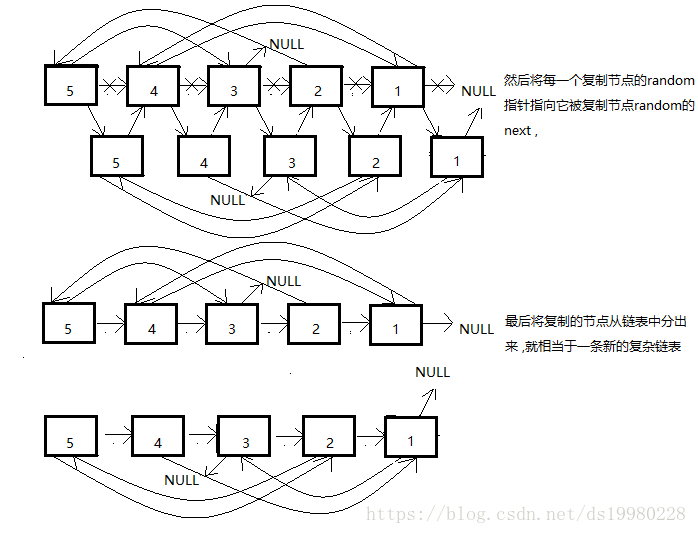 NULL
5 4 3 2 1 NULL
然后将每一个复制节点的random
指针指向它被复制节点random的
next ,
5 4 3 2 1
NULL
NULL
5 4 3 2 1 NULL
最后将复制的节点从链表中分出
来 ,就相当于一条新的复杂链表
NULL
5 4 3 2 1
NULL
https://blog.csdn.net/ds19980228